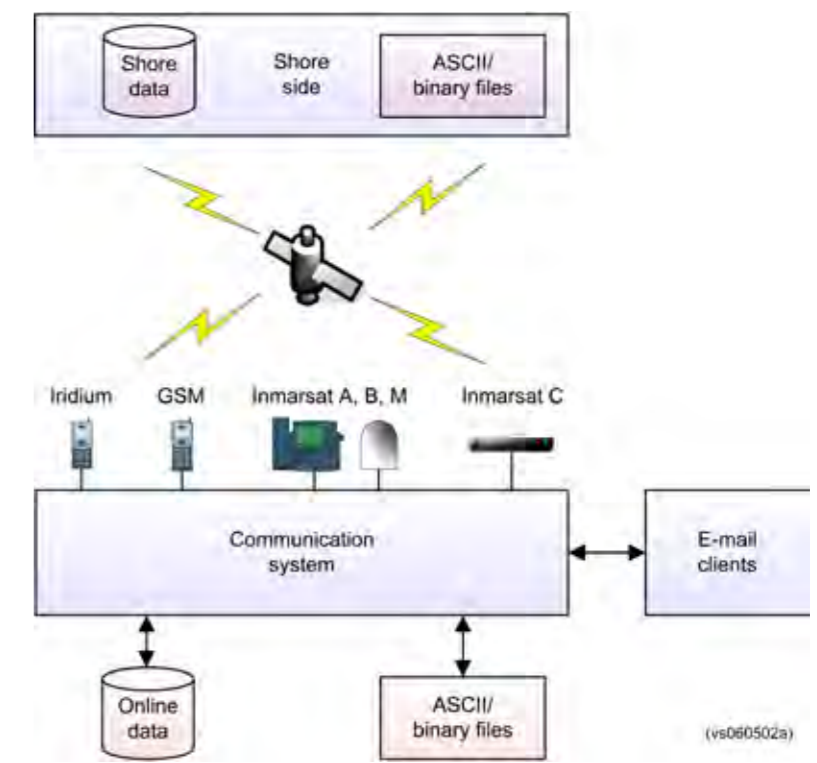 Shore
data
Shore
side
ASCII/
binary files
Iridium
GSM
Inmarsat A, B, M
Inmarsat C
Communication
system
E-mail
clients
Online
data
ASCII/
binary files
(vs060502a)